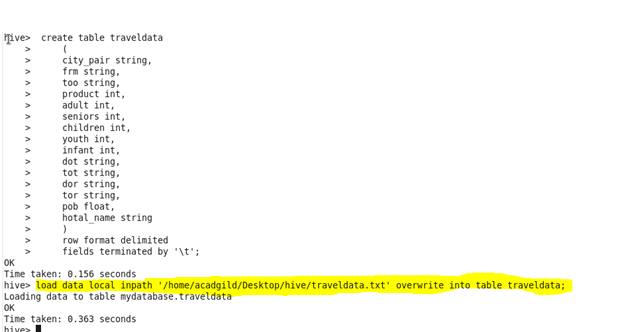 hive>  create table traveldata
    >      (
    >      city_pair string,
    >      frm string,
    >      too string,
    >      product int,
    >      adult int,
    >      seniors int,
    >      children int,
    >      youth int,
    >      infant int,
    >      dot string,
    >      tot string,
    >      dor string,
    >      tor string,
    >      pob float,
    >      hotal_name string
    >      )
    >      row format delimited
    >      fields terminated by '\t';
OK
Time taken: 0.156 seconds
hive> load data local inpath '/home/acadgild/Desktop/hive/traveldata.txt' overwrite into table traveldata;
Loading data to table mydatabase.traveldata
OK
Time taken: 0.363 seconds
hive>